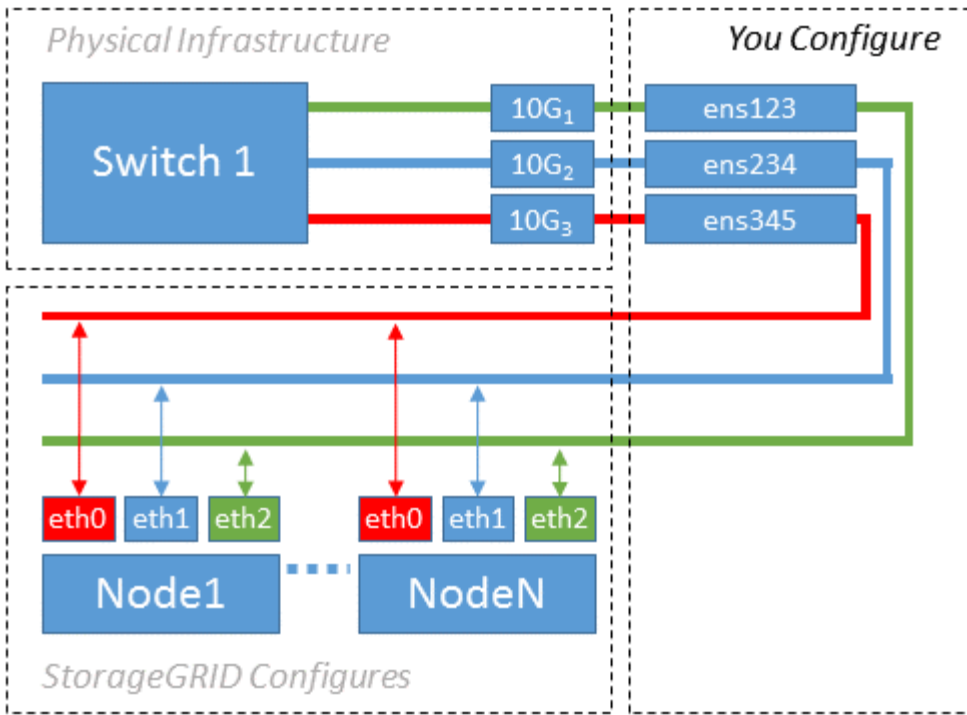 Physical Infrastructure
You Configure
Switch 1
10G₁
ens123
10G₂
ens234
10G₃
ens345
eth0 eth1 eth2
eth0 eth1 eth2
Node1
NodeN
StorageGRID Configures